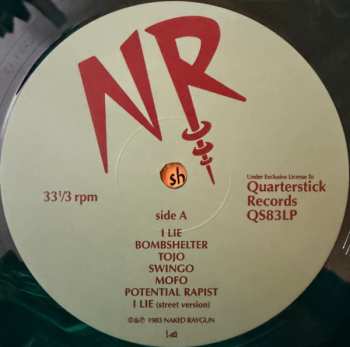 NR
sh
33⅓ rpm
Under Exclusive License To
Quarterstick
Records
QS83LP
side A
I LIE
BOMBSHELTER
TOJO
SWINGO
MOFO
POTENTIAL RAPIST
I LIE (street version)
©&℗ 1983 NAKED RAYGUN